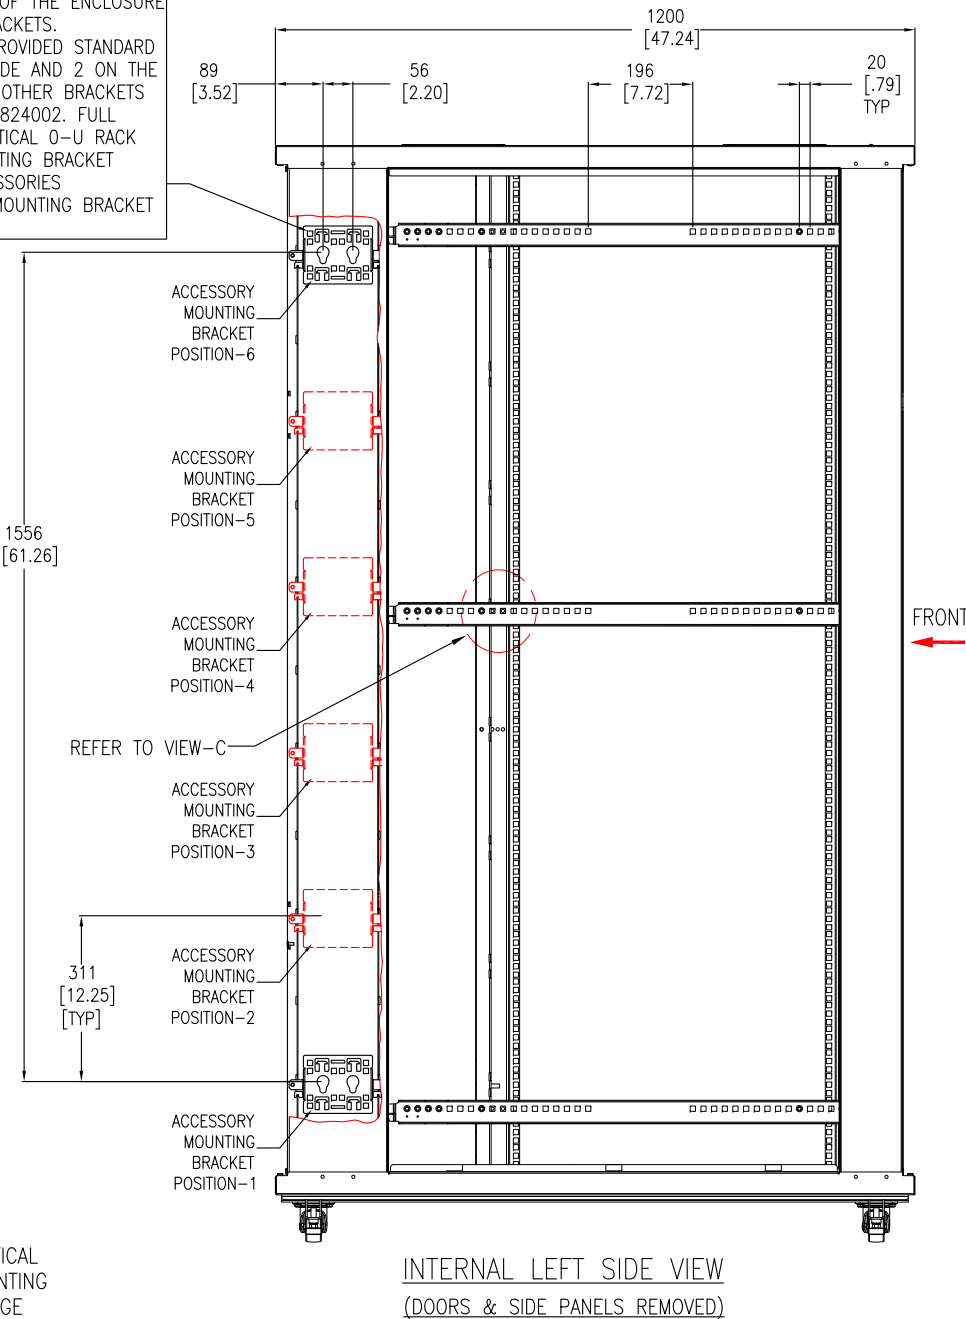 OF THE ENCLOSURE
ACKETS.
ROVIDED STANDARD
DE AND 2 ON THE
OTHER BRACKETS
824002. FULL
TICAL 0-U RACK
TING BRACKET
SSORIES
MOUNTING BRACKET
1200
[47.24]
89
[3.52]
56
[2.20]
196
[7.72]
20
[.79]
TYP
ACCESSORY
MOUNTING
BRACKET
POSITION-6
ACCESSORY
MOUNTING
BRACKET
POSITION-5
1556
[61.26]
ACCESSORY
MOUNTING
BRACKET
POSITION-4
FRONT
REFER TO VIEW-C
ACCESSORY
MOUNTING
BRACKET
POSITION-3
311
[12.25]
[TYP]
ACCESSORY
MOUNTING
BRACKET
POSITION-2
ACCESSORY
MOUNTING
BRACKET
POSITION-1
TICAL
NTING
GE
INTERNAL LEFT SIDE VIEW
(DOORS & SIDE PANELS REMOVED)